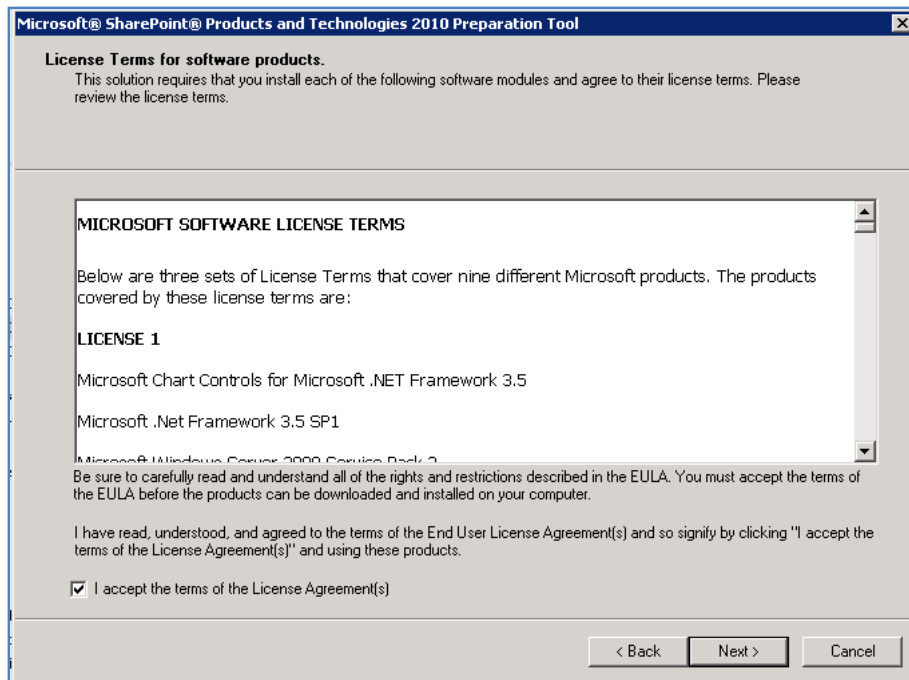 Microsoft® SharePoint® Products and Technologies 2010 Preparation Tool
License Terms for software products.
This solution requires that you install each of the following software modules and agree to their license terms. Please
review the license terms.
MICROSOFT SOFTWARE LICENSE TERMS
Below are three sets of License Terms that cover nine different Microsoft products. The products
covered by these license terms are:
LICENSE 1
Microsoft Chart Controls for Microsoft .NET Framework 3.5
Microsoft .Net Framework 3.5 SP1
Microsoft Windows Server 2008 Service Pack 2
Be sure to carefully read and understand all of the rights and restrictions described in the EULA. You must accept the terms of
the EULA before the products can be downloaded and installed on your computer.
I have read, understood, and agreed to the terms of the End User License Agreement(s) and so signify by clicking "I accept the
terms of the License Agreement(s)" and using these products.
I accept the terms of the License Agreement(s)
< Back Next > Cancel